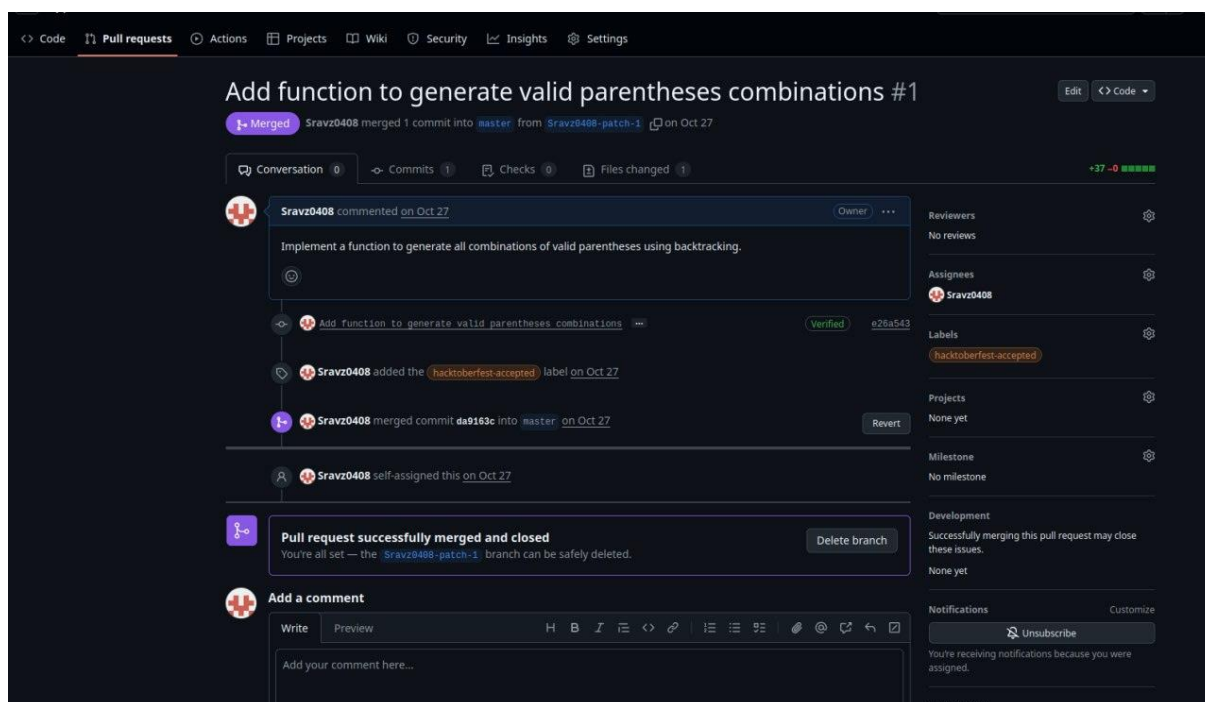 <> Code Pull requests Actions Projects Wiki Security Insights Settings
Add function to generate valid parentheses combinations #1
Edit <> Code
Merged Sravz0408 merged 1 commit into master from Sravz0408-patch-1 on Oct 27
Conversation 0 Commits 1 Checks 0 Files changed 1
+37 −0
Sravz0408 commented on Oct 27
Owner ...
Implement a function to generate all combinations of valid parentheses using backtracking.
Add function to generate valid parentheses combinations ...
Verified e26a543
Sravz0408 added the hacktoberfest-accepted label on Oct 27
Sravz0408 merged commit da9163c into master on Oct 27
Revert
Sravz0408 self-assigned this on Oct 27
Pull request successfully merged and closed
You're all set — the Sravz0408-patch-1 branch can be safely deleted.
Delete branch
Add a comment
Write Preview
H B I <> @
Add your comment here...
Reviewers
No reviews
Assignees
Sravz0408
Labels
hacktoberfest-accepted
Projects
None yet
Milestone
No milestone
Development
Successfully merging this pull request may close
these issues.
None yet
Notifications Customize
Unsubscribe
You're receiving notifications because you were
assigned.